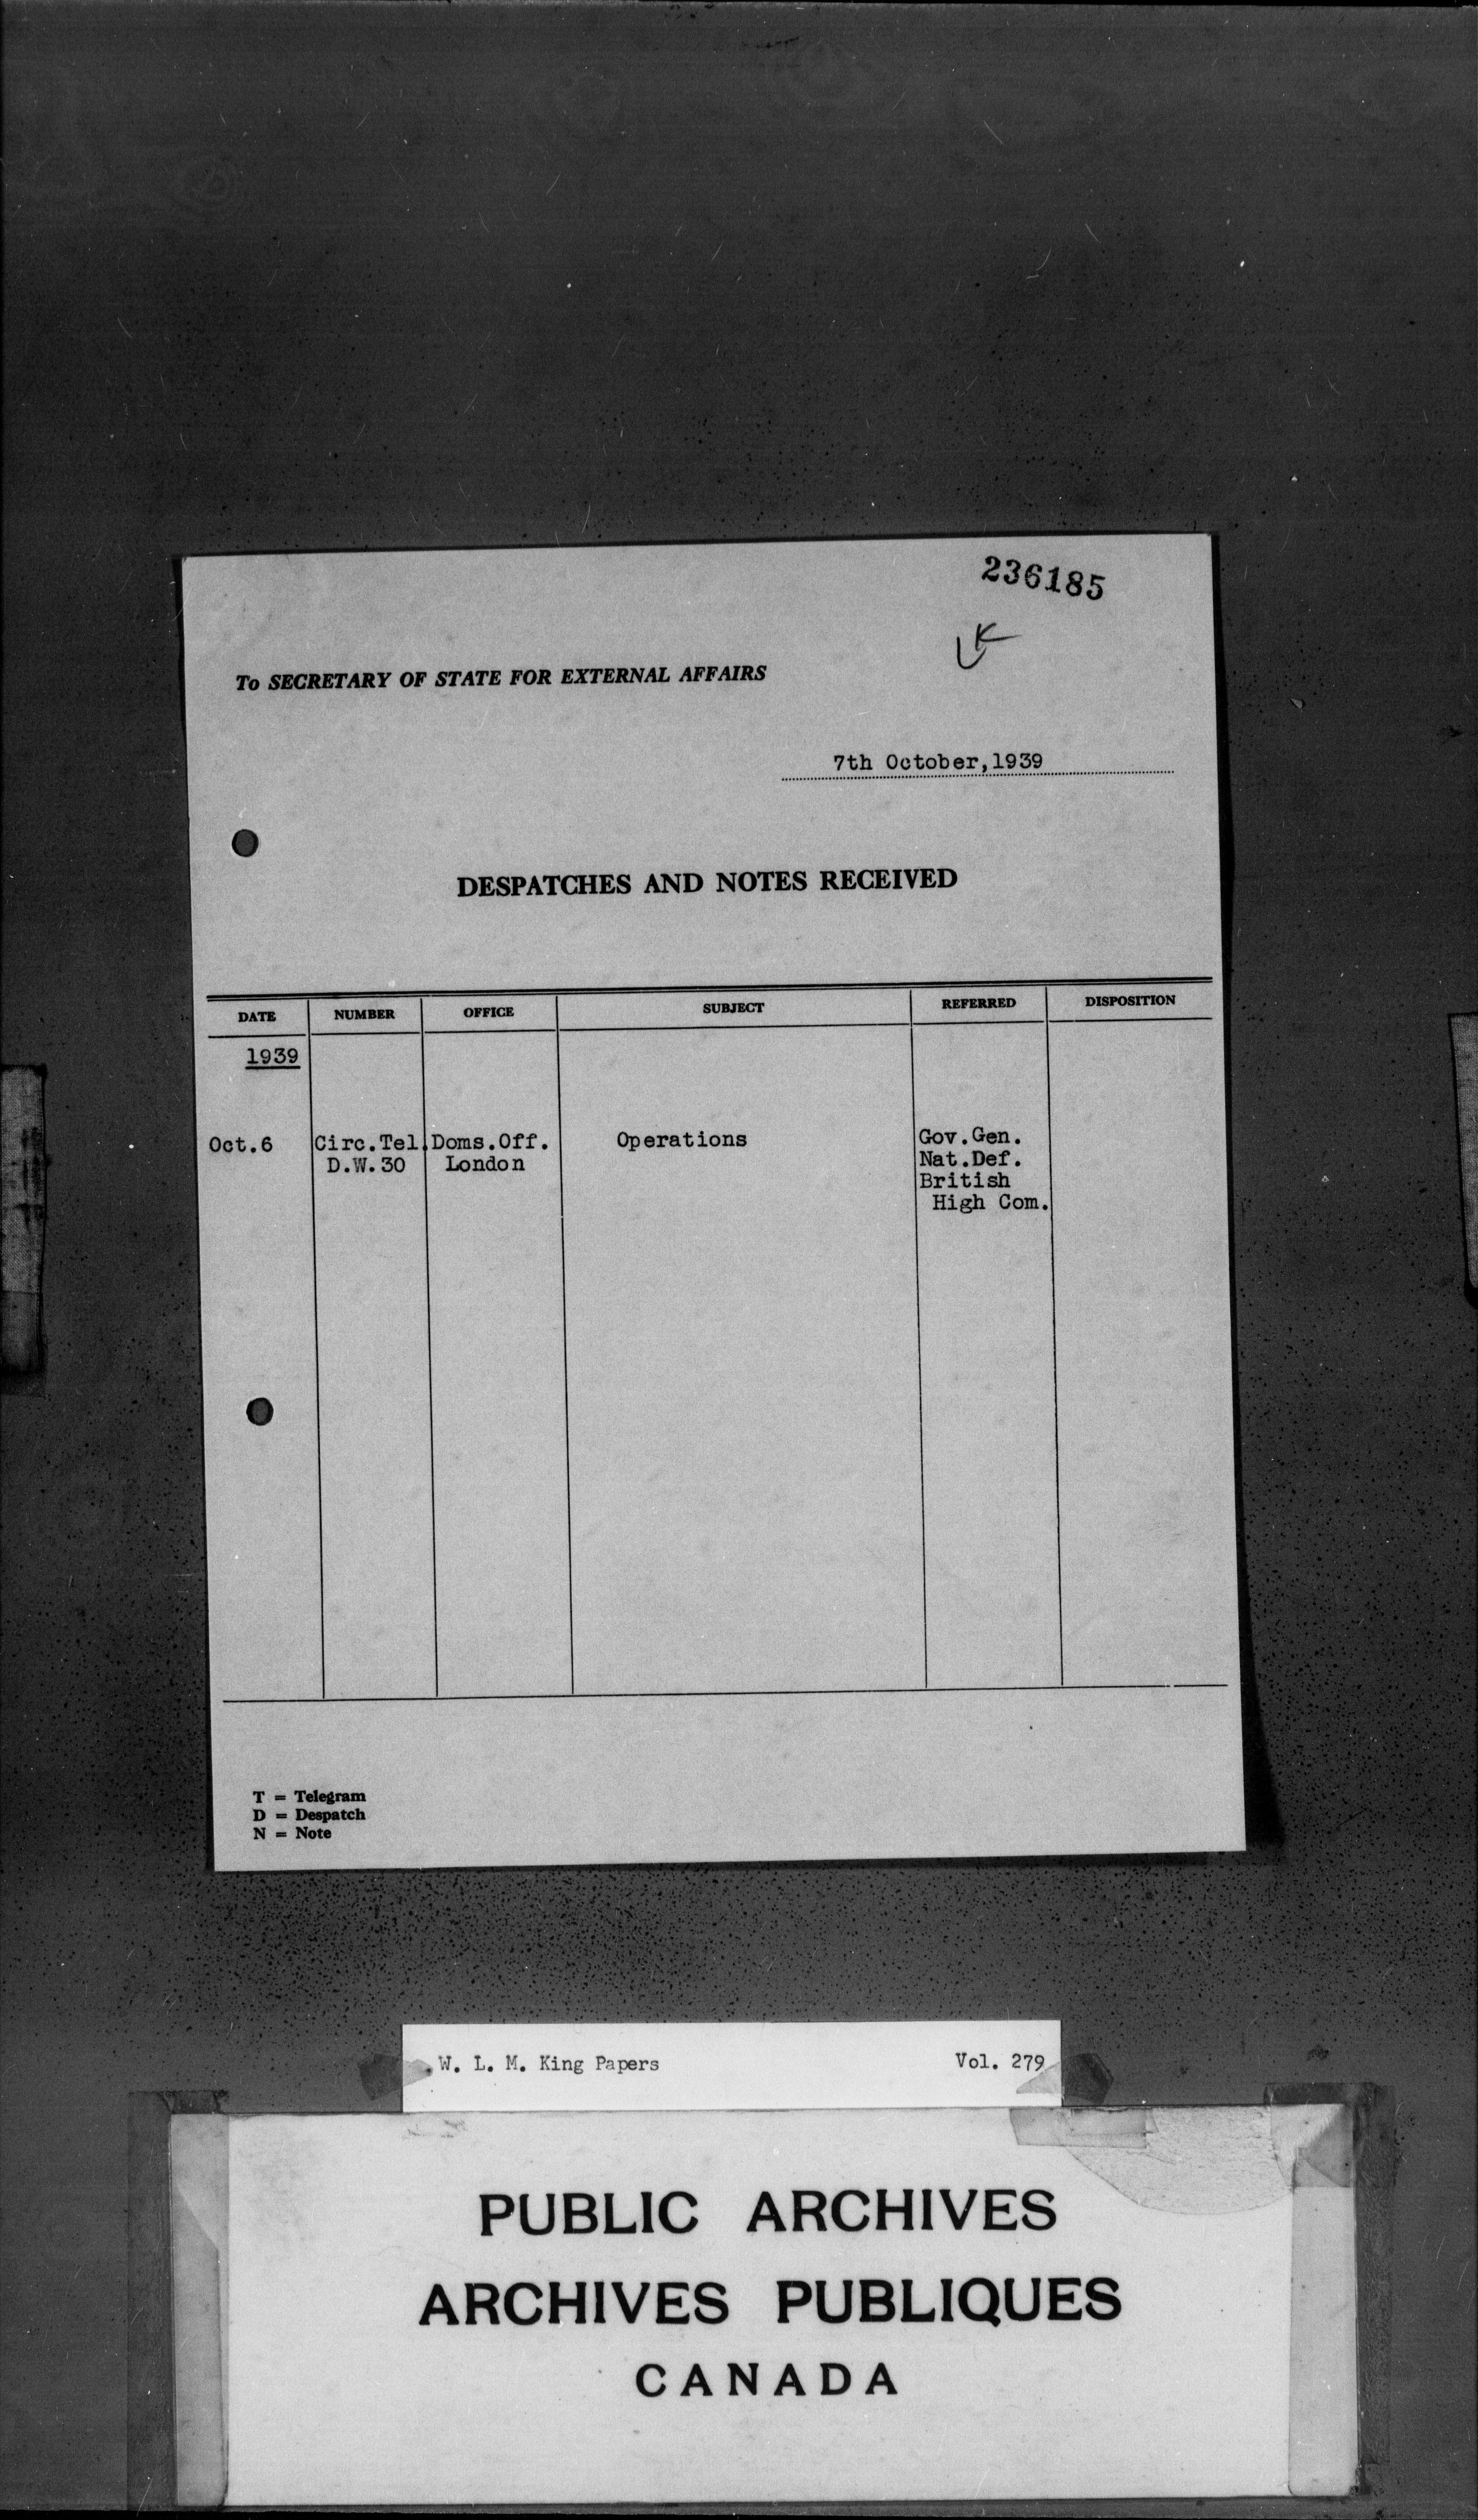 236185
To SECRETARY OF STATE FOR EXTERNAL AFFAIRS
7th October, 1939
DESPATCHES AND NOTES RECEIVED
DATE NUMBER OFFICE SUBJECT REFERRED DISPOSITION
1939
Oct.6 Circ.Tel. Doms.Off. Operations Gov.Gen.
D.W.30 London Nat.Def.
British
High Com.
T = Telegram
D = Despatch
N = Note
W. L. M. King Papers Vol. 279
PUBLIC ARCHIVES
ARCHIVES PUBLIQUES
CANADA